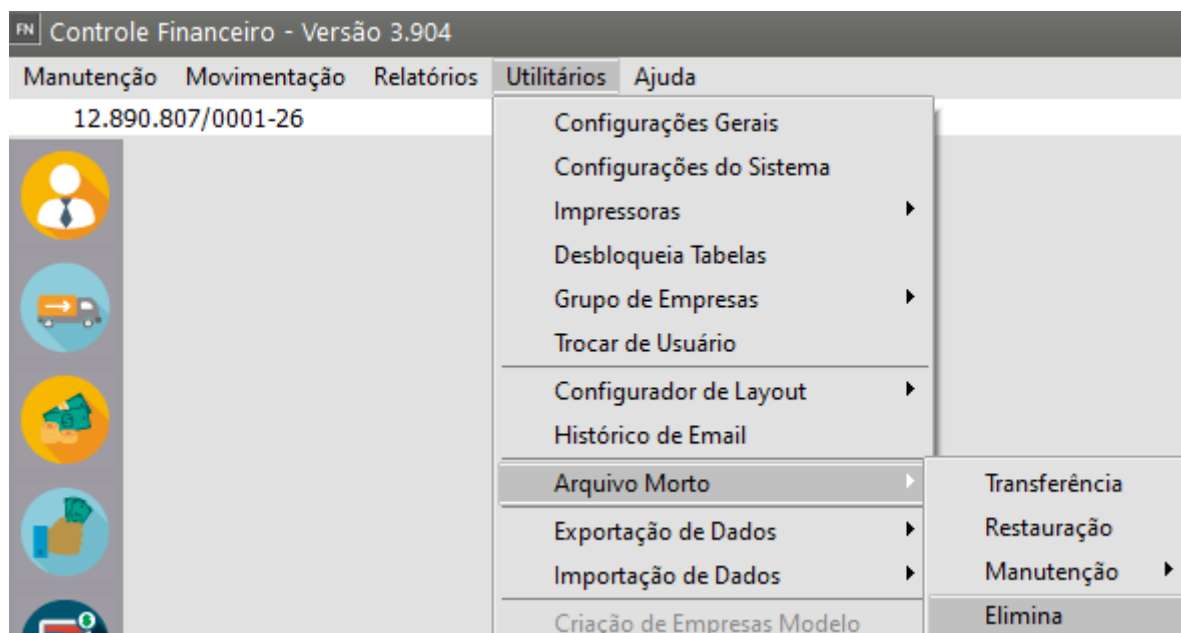 FN Controle Financeiro - Versão 3.904
Manutenção Movimentação Relatórios Utilitários Ajuda
12.890.807/0001-26
Configurações Gerais
Configurações do Sistema
Impressoras
Desbloqueia Tabelas
Grupo de Empresas
Trocar de Usuário
Configurador de Layout
Histórico de Email
Arquivo Morto
Exportação de Dados
Importação de Dados
Criação de Empresas Modelo
Transferência
Restauração
Manutenção
Elimina